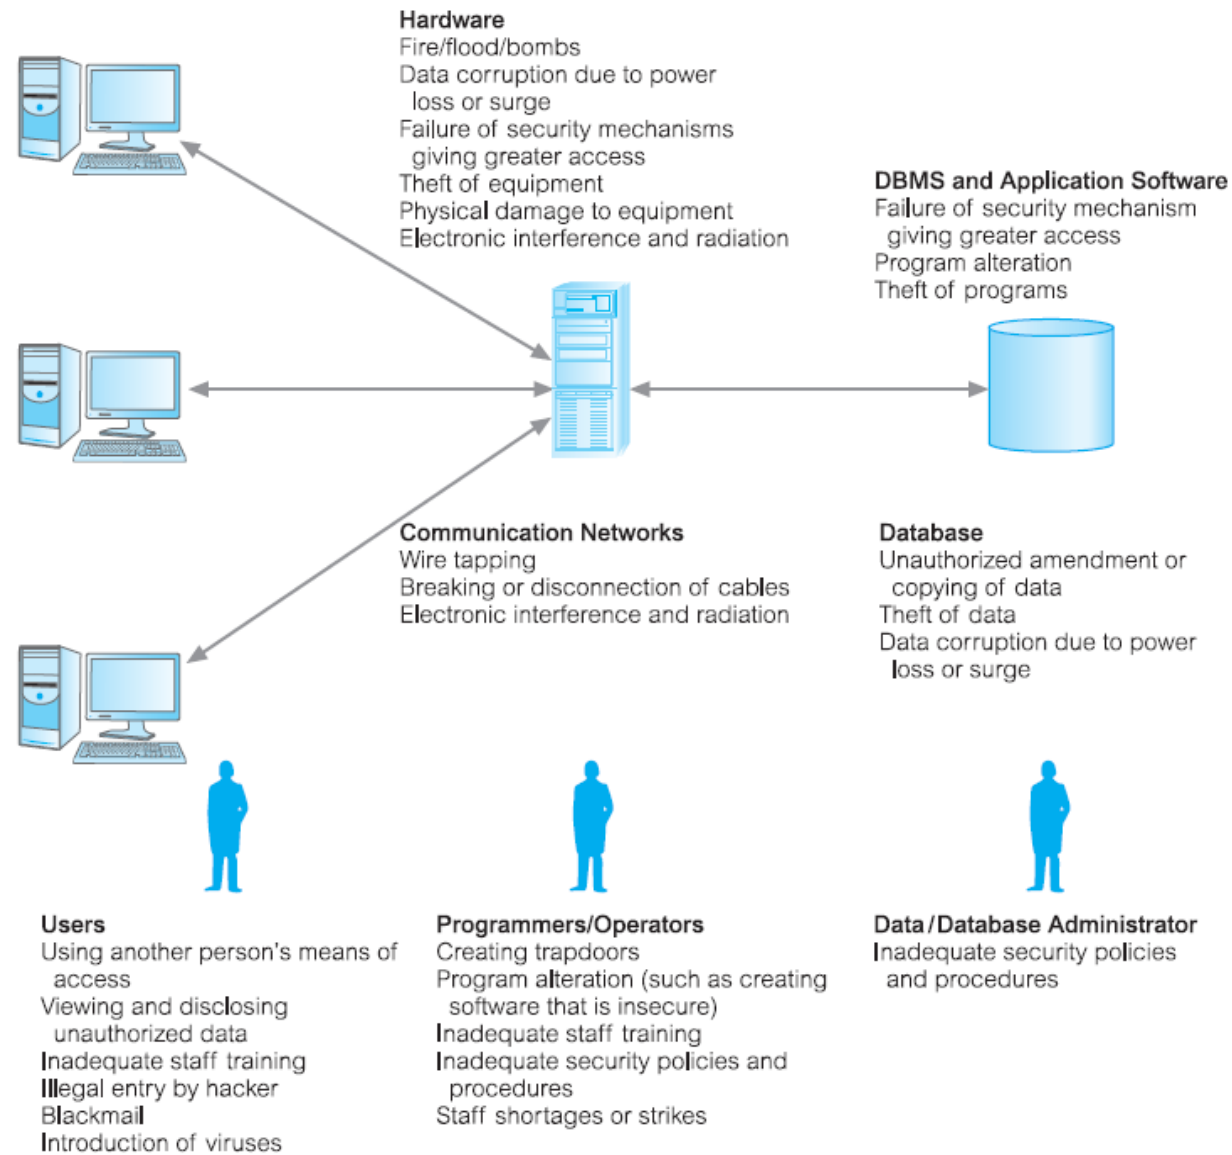 Hardware
Fire/flood/bombs
Data corruption due to power
loss or surge
Failure of security mechanisms
giving greater access
Theft of equipment
Physical damage to equipment
Electronic interference and radiation
DBMS and Application Software
Failure of security mechanism
giving greater access
Program alteration
Theft of programs
Communication Networks
Wire tapping
Breaking or disconnection of cables
Electronic interference and radiation
Database
Unauthorized amendment or
copying of data
Theft of data
Data corruption due to power
loss or surge
Users
Using another person's means of
access
Viewing and disclosing
unauthorized data
Inadequate staff training
Illegal entry by hacker
Blackmail
Introduction of viruses
Programmers/Operators
Creating trapdoors
Program alteration (such as creating
software that is insecure)
Inadequate staff training
Inadequate security policies and
procedures
Staff shortages or strikes
Data/Database Administrator
Inadequate security policies
and procedures